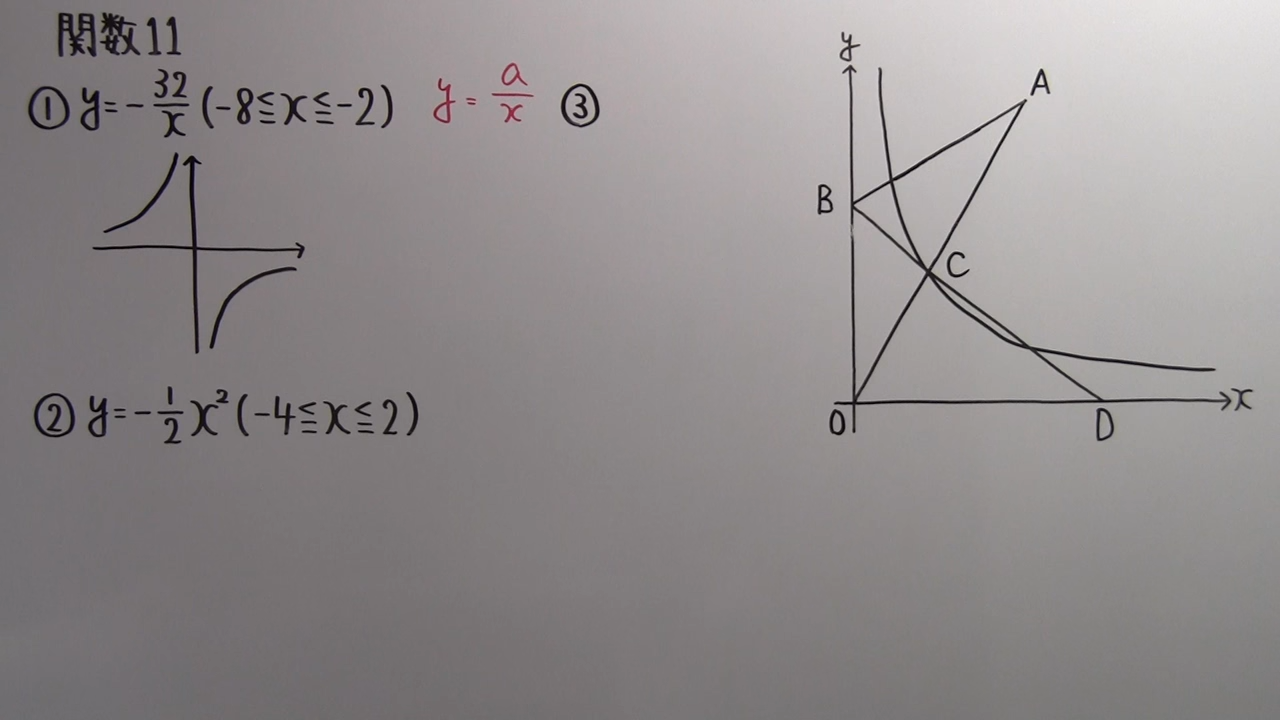 関数11
① y=-32/x (-8≦x≦-2) y=a/x ③
② y=-1/2x²(-4≦x≦2)
y
A
B
C
O
D
x